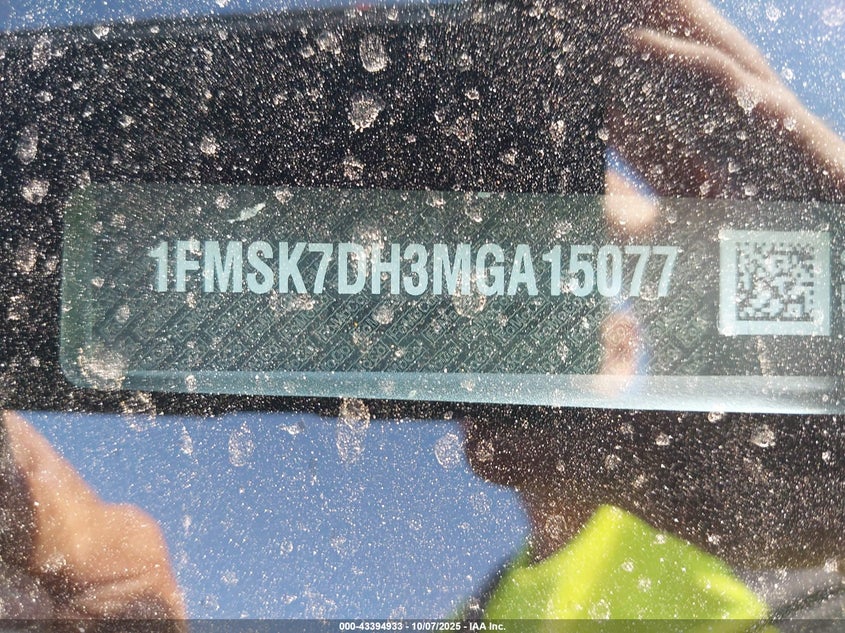 1FMSK7DH3MGA15077
000-43394933 - 10/07/2025 - IAA Inc.